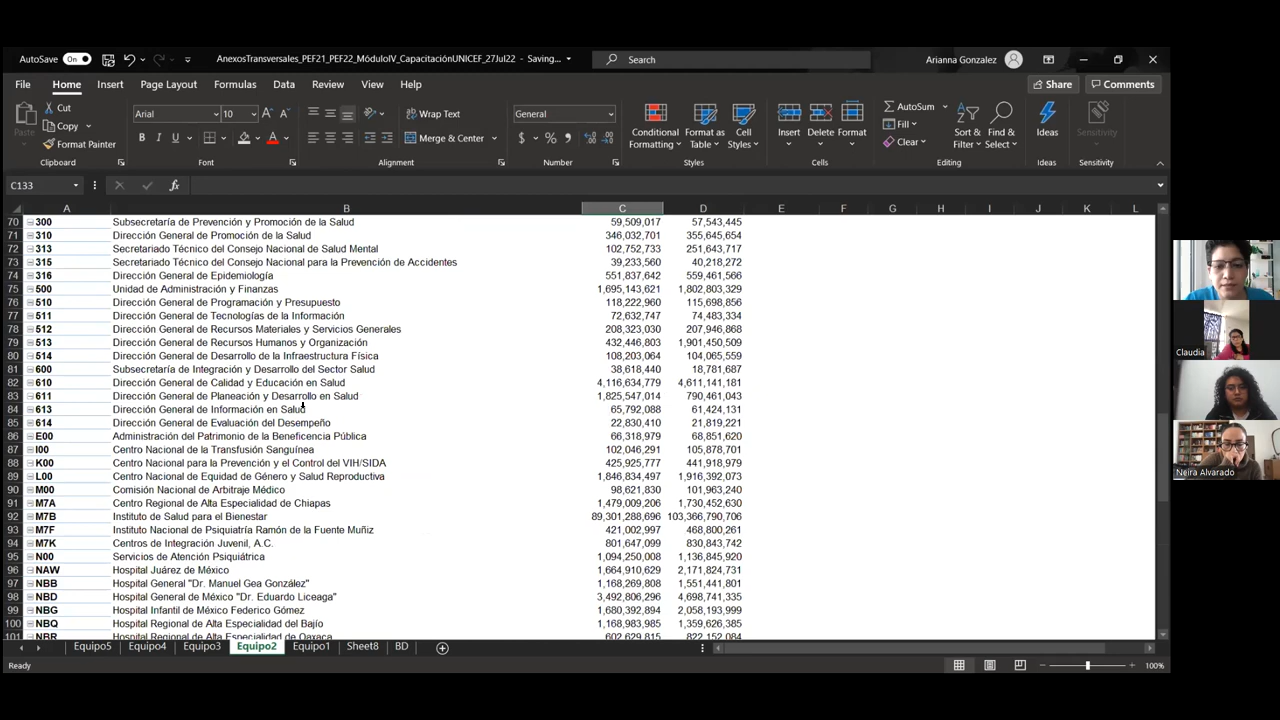 AutoSave On AnexosTransversales_PEF21_PEF22_MóduloIV_CapacitaciónUNICEF_27Jul22 - Saving... Search Arianna Gonzalez
File Home Insert Page Layout Formulas Data Review View Help Share Comments
Cut Arial 10 Wrap Text General AutoSum
Paste Copy Merge & Center $ % Conditional Formatting Format as Table Cell Styles Insert Delete Format Fill Sort & Filter Find & Select Ideas Sensitivity
Format Painter Clear
Clipboard Font Alignment Number Styles Cells Editing Ideas Sensitivity
C133 fx
A B C D E F G H I J K L
70 300 Subsecretaría de Prevención y Promoción de la Salud 59,509,017 57,543,445
71 310 Dirección General de Promoción de la Salud 346,032,701 355,645,654
72 313 Secretariado Técnico del Consejo Nacional de Salud Mental 102,752,733 251,643,717
73 315 Secretariado Técnico del Consejo Nacional para la Prevención de Accidentes 39,233,560 40,218,272
74 316 Dirección General de Epidemiología 551,837,642 559,461,566
75 500 Unidad de Administración y Finanzas 1,695,143,621 1,802,803,329
76 510 Dirección General de Programación y Presupuesto 118,222,960 115,698,856
77 511 Dirección General de Tecnologías de la Información 72,632,747 74,483,334
78 512 Dirección General de Recursos Materiales y Servicios Generales 208,323,030 207,946,868
79 513 Dirección General de Recursos Humanos y Organización 432,446,803 1,901,450,509
80 514 Dirección General de Desarrollo de la Infraestructura Física 108,203,064 104,065,559
81 600 Subsecretaría de Integración y Desarrollo del Sector Salud 38,618,440 18,781,687
82 610 Dirección General de Calidad y Educación en Salud 4,116,634,779 4,611,141,181
83 611 Dirección General de Planeación y Desarrollo en Salud 1,825,547,014 790,461,043
84 613 Dirección General de Información en Salud 65,792,088 61,424,131
85 614 Dirección General de Evaluación del Desempeño 22,830,410 21,819,221
86 E00 Administración del Patrimonio de la Beneficencia Pública 66,318,979 68,851,620
87 I00 Centro Nacional de la Transfusión Sanguínea 102,046,291 105,878,701
88 K00 Centro Nacional para la Prevención y el Control del VIH/SIDA 425,925,777 441,918,979
89 L00 Centro Nacional de Equidad de Género y Salud Reproductiva 1,846,834,497 1,916,392,073
90 M00 Comisión Nacional de Arbitraje Médico 98,621,830 101,963,240
91 M7A Centro Regional de Alta Especialidad de Chiapas 1,479,009,206 1,730,452,630
92 M7B Instituto de Salud para el Bienestar 89,301,288,696 103,366,790,706
93 M7F Instituto Nacional de Psiquiatría Ramón de la Fuente Muñiz 421,002,997 468,800,261
94 M7K Centros de Integración Juvenil, A.C. 801,647,099 830,843,742
95 N00 Servicios de Atención Psiquiátrica 1,094,250,008 1,136,845,920
96 NAW Hospital Juárez de México 1,664,910,629 2,171,824,731
97 NBB Hospital General "Dr. Manuel Gea González" 1,168,269,808 1,551,441,801
98 NBD Hospital General de México "Dr. Eduardo Liceaga" 3,492,806,296 4,698,741,335
99 NBG Hospital Infantil de México Federico Gómez 1,680,392,894 2,058,193,999
100 NBQ Hospital Regional de Alta Especialidad del Bajío 1,168,983,985 1,359,626,385
101 NBR Hospital Regional de Alta Especialidad de Oaxaca 602,629,815 822,152,084
Equipo5 Equipo4 Equipo3 Equipo2 Equipo1 Sheet8 BD
Ready 100%
Claudia
Neira Alvarado